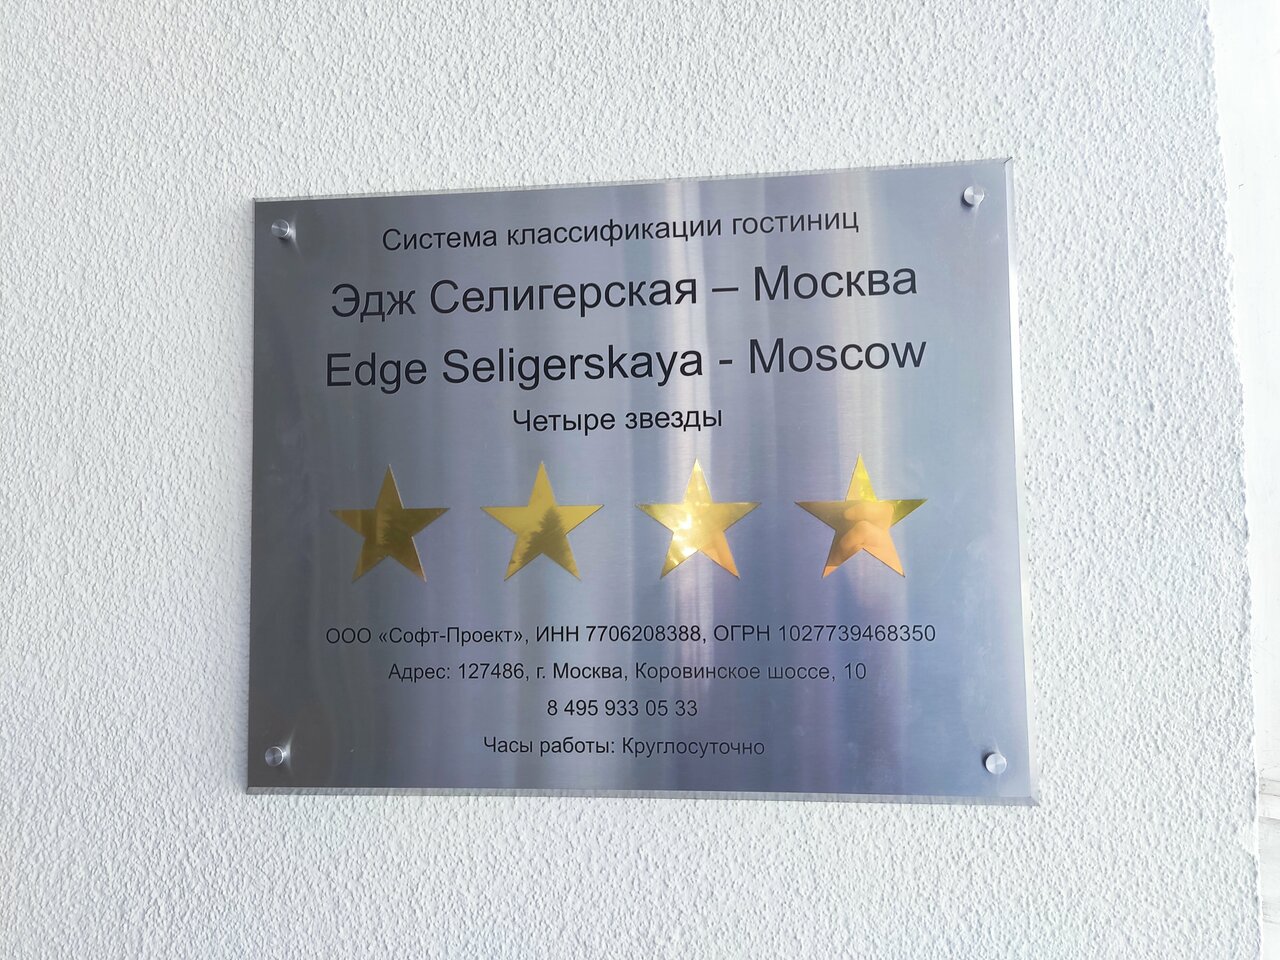 Система классификации гостиниц
Эдж Селигерская – Москва
Edge Seligerskaya - Moscow
Четыре звезды
ООО «Софт-Проект», ИНН 7706208388, ОГРН 1027739468350
Адрес: 127486, г. Москва, Коровинское шоссе, 10
8 495 933 05 33
Часы работы: Круглосуточно